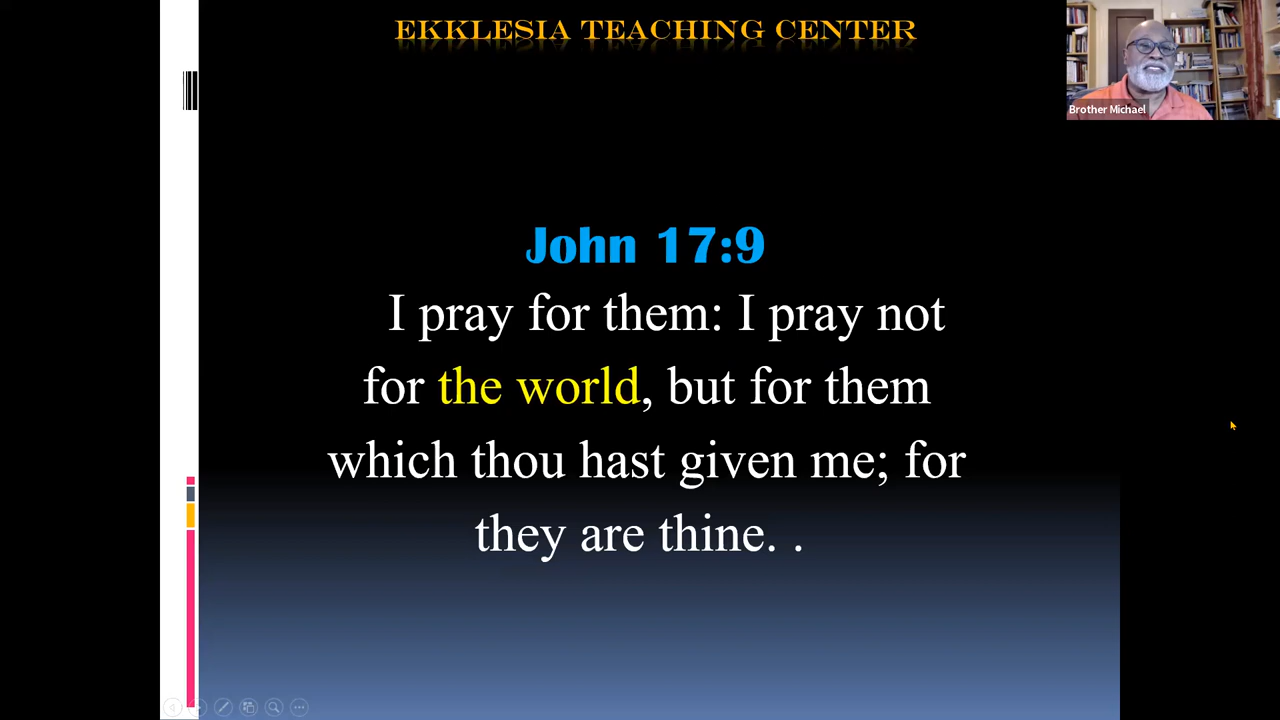 EKKLESIA TEACHING CENTER
Brother Michael
John 17:9
I pray for them: I pray not
for the world, but for them
which thou hast given me; for
they are thine. .